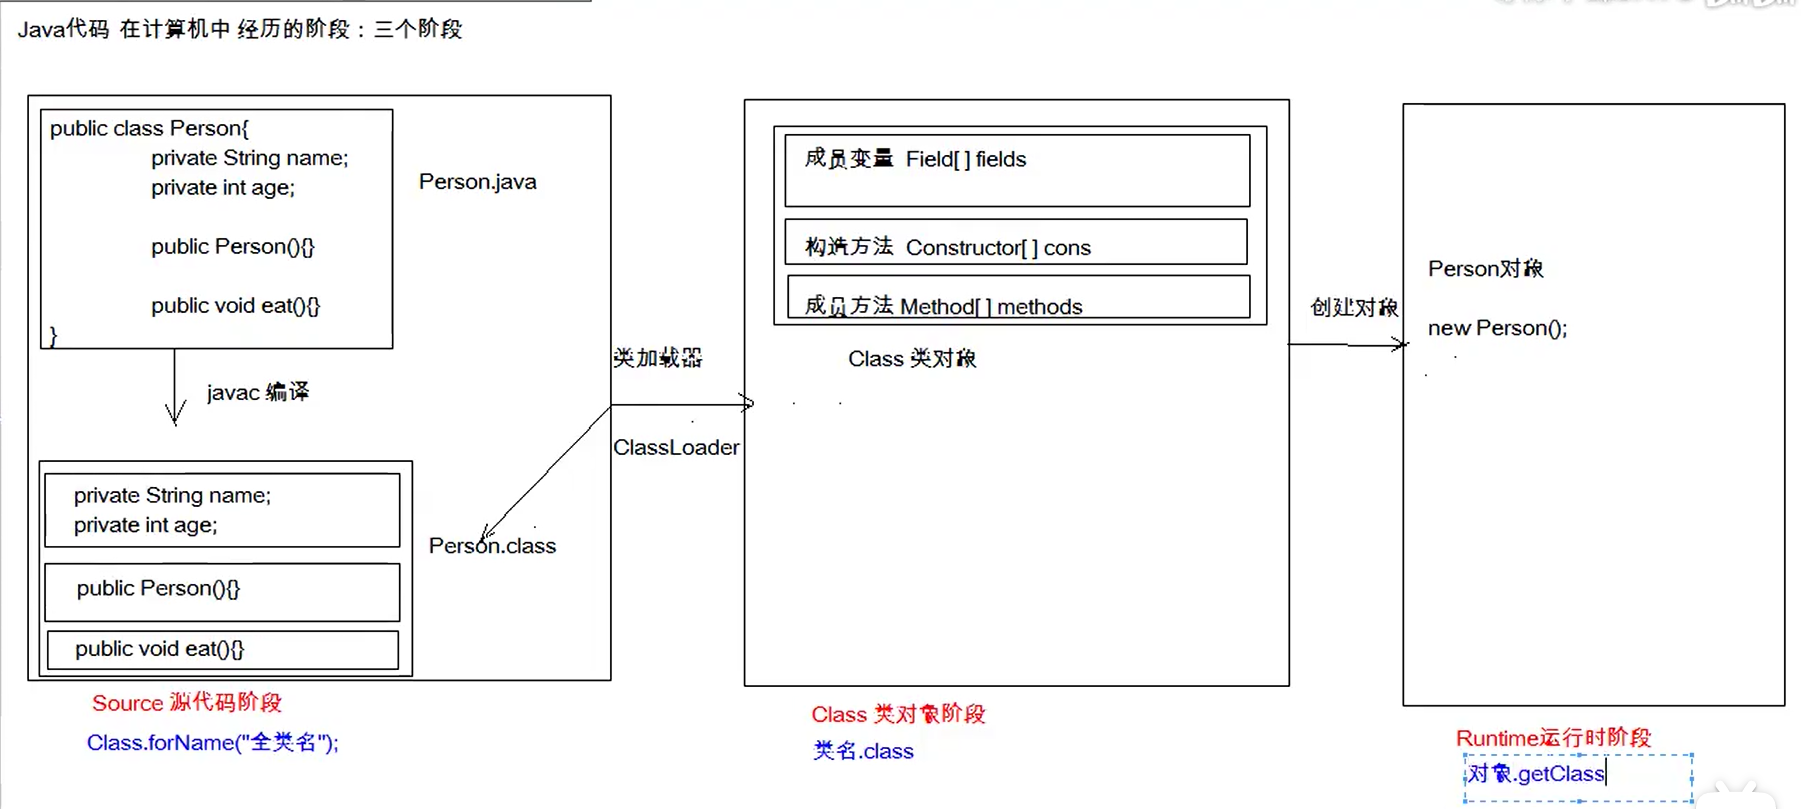 Java代码 在计算机中 经历的阶段：三个阶段
public class Person{
private String name;
private int age;
public Person(){}
public void eat(){}
}
Person.java
javac 编译
private String name;
private int age;
public Person(){}
public void eat(){}
Person.class
Source 源代码阶段
Class.forName("全类名");
类加载器
ClassLoader
成员变量 Field[ ] fields
构造方法 Constructor[ ] cons
成员方法 Method[ ] methods
Class 类对象
Class 类对象阶段
类名.class
创建对象
Person对象
new Person();
Runtime运行时阶段
对象.getClass